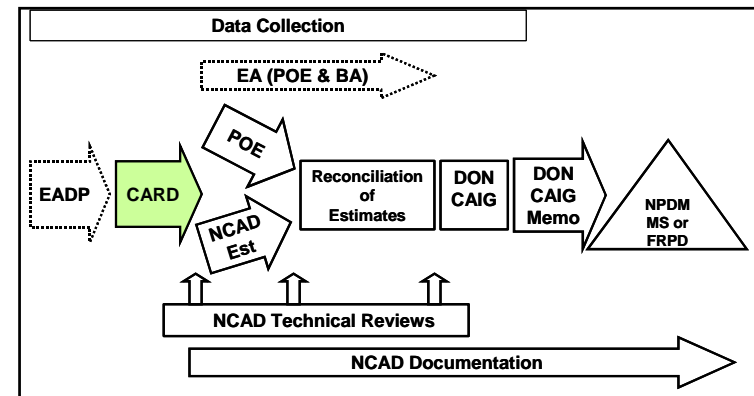 Data Collection
EA (POE & BA)
EADP
CARD
POE
NCAD
Est
Reconciliation
of
Estimates
DON
CAIG
DON
CAIG
Memo
NPDM
MS or
FRPD
NCAD Technical Reviews
NCAD Documentation